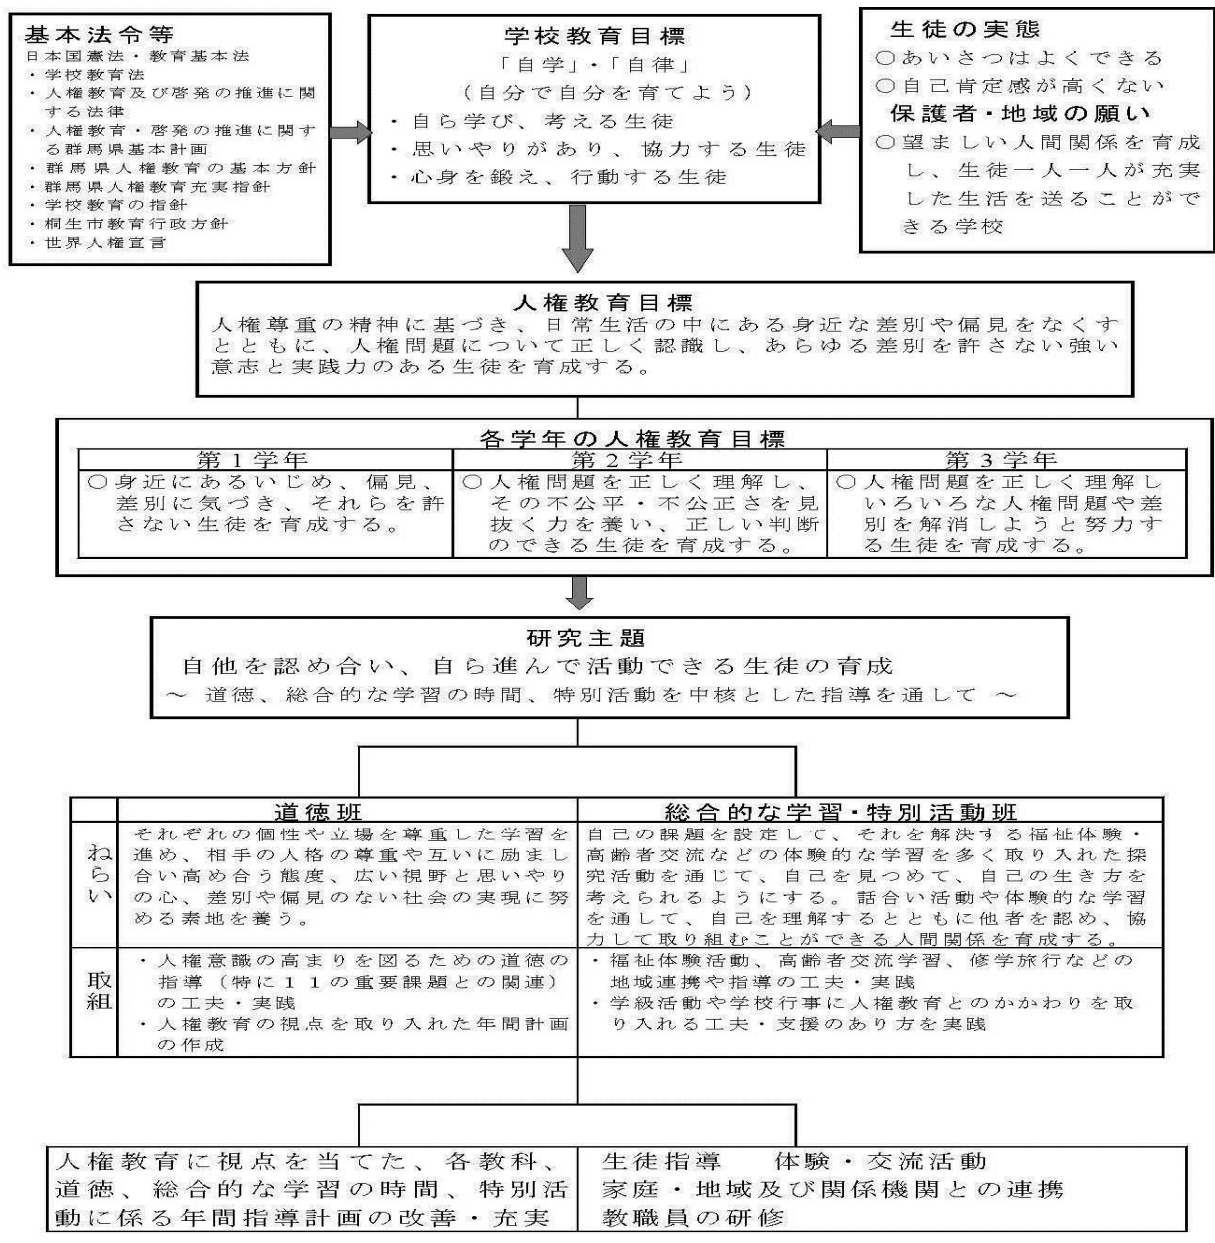 基本法令等
日本国憲法・教育基本法
・学校教育法
・人権教育及び啓発の推進に関
する法律
・人権教育・啓発の推進に関す
る群馬県基本計画
・群馬県人権教育の基本方針
・群馬県人権教育充実指針
・学校教育の指針
・桐生市教育行政方針
・世界人権宣言
学校教育目標
「自学」・「自律」
（自分で自分を育てよう）
・自ら学び、考える生徒
・思いやりがあり、協力する生徒
・心身を鍛え、行動する生徒
生徒の実態
○あいさつはよくできる
○自己肯定感が高くない
保護者・地域の願い
○望ましい人間関係を育成
し、生徒一人一人が充実
した生活を送ることがで
きる学校
人権教育目標
人権尊重の精神に基づき、日常生活の中にある身近な差別や偏見をなくす
とともに、人権問題について正しく認識し、あらゆる差別を許さない強い
意志と実践力のある生徒を育成する。
各学年の人権教育目標
第１学年
○身近にあるいじめ、偏見、
差別に気づき、それらを許
さない生徒を育成する。
第２学年
○人権問題を正しく理解し、
その不公平・不公正さを見
抜く力を養い、正しい判断
のできる生徒を育成する。
第３学年
○人権問題を正しく理解し
いろいろな人権問題や差
別を解消しようと努力す
る生徒を育成する。
研究主題
自他を認め合い、自ら進んで活動できる生徒の育成
～ 道徳、総合的な学習の時間、特別活動を中核とした指導を通して ～
道徳班
総合的な学習・特別活動班
ねらい
それぞれの個性や立場を尊重した学習を
進め、相手の人格の尊重や互いに励まし
合い高め合う態度、広い視野と思いやり
の心、差別や偏見のない社会の実現に努
める素地を養う。
自己の課題を設定して、それを解決する福祉体験・
高齢者交流などの体験的な学習を多く取り入れた探
究活動を通じて、自己を見つめて、自己の生き方を
考えられるようにする。話合い活動や体験的な学習
を通して、自己を理解するとともに他者を認め、協
力して取り組むことができる人間関係を育成する。
取組
・人権意識の高まりを図るための道徳の
指導（特に１１の重要課題との関連）
の工夫・実践
・人権教育の視点を取り入れた年間計画
の作成
・福祉体験活動、高齢者交流学習、修学旅行などの
地域連携や指導の工夫・実践
・学級活動や学校行事に人権教育とのかかわりを取
り入れる工夫・支援のあり方を実践
人権教育に視点を当てた、各教科、
道徳、総合的な学習の時間、特別活
動に係る年間指導計画の改善・充実
生徒指導　体験・交流活動
家庭・地域及び関係機関との連携
教職員の研修